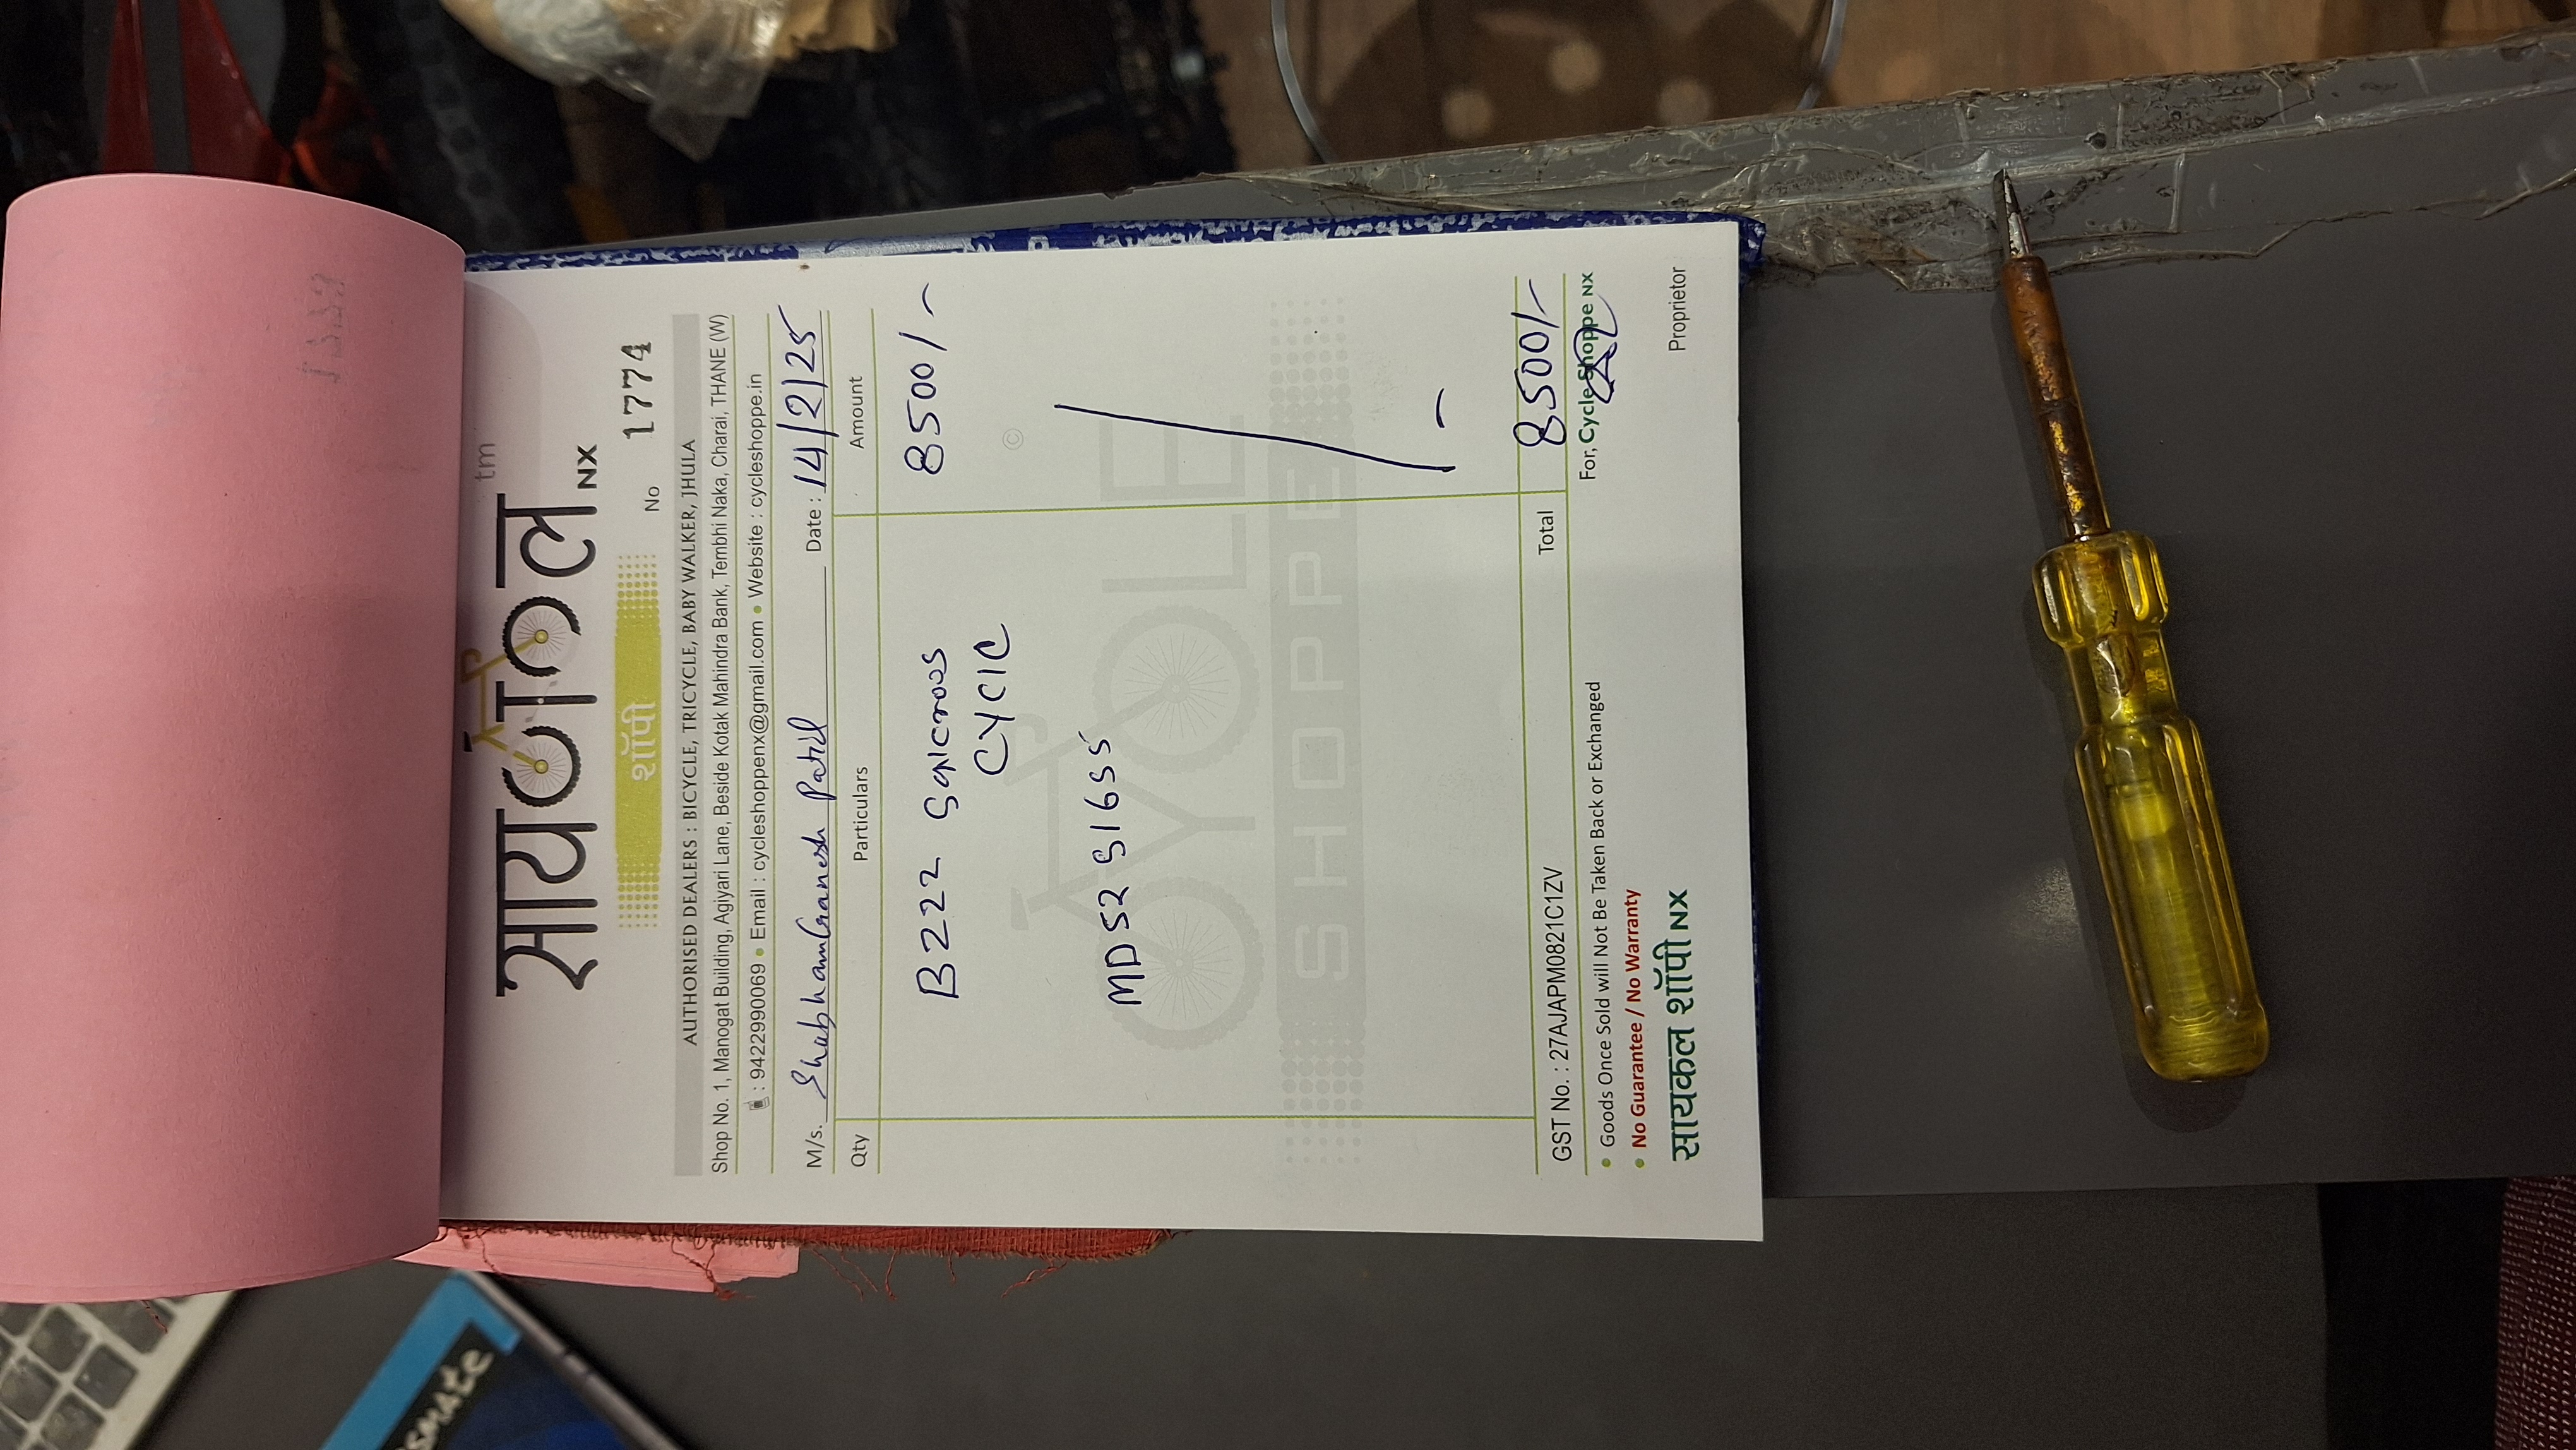 सायकल
tm
NX
शॉपी
No 1774
AUTHORISED DEALERS : BICYCLE, TRICYCLE, BABY WALKER, JHULA
Shop No. 1, Manogat Building, Agiyari Lane, Beside Kotak Mahindra Bank, Tembhi Naka, Charai, THANE (W)
: 9422990069 • Email : cycleshoppenx@gmail.com • Website : cycleshoppe.in
M/s. Shubham Ganesh Patil Date : 14/2/25
Qty Particulars Amount
B222 8500/-
CYCIC
MD52 S1655
©
CYCLE
SHOPPE
Total 8500/-
GST No. : 27AJAPM0821C1ZV
For, Cycle Shoppe NX
• Goods Once Sold will Not Be Taken Back or Exchanged
• No Guarantee / No Warranty
सायकल शॉपी NX
Proprietor